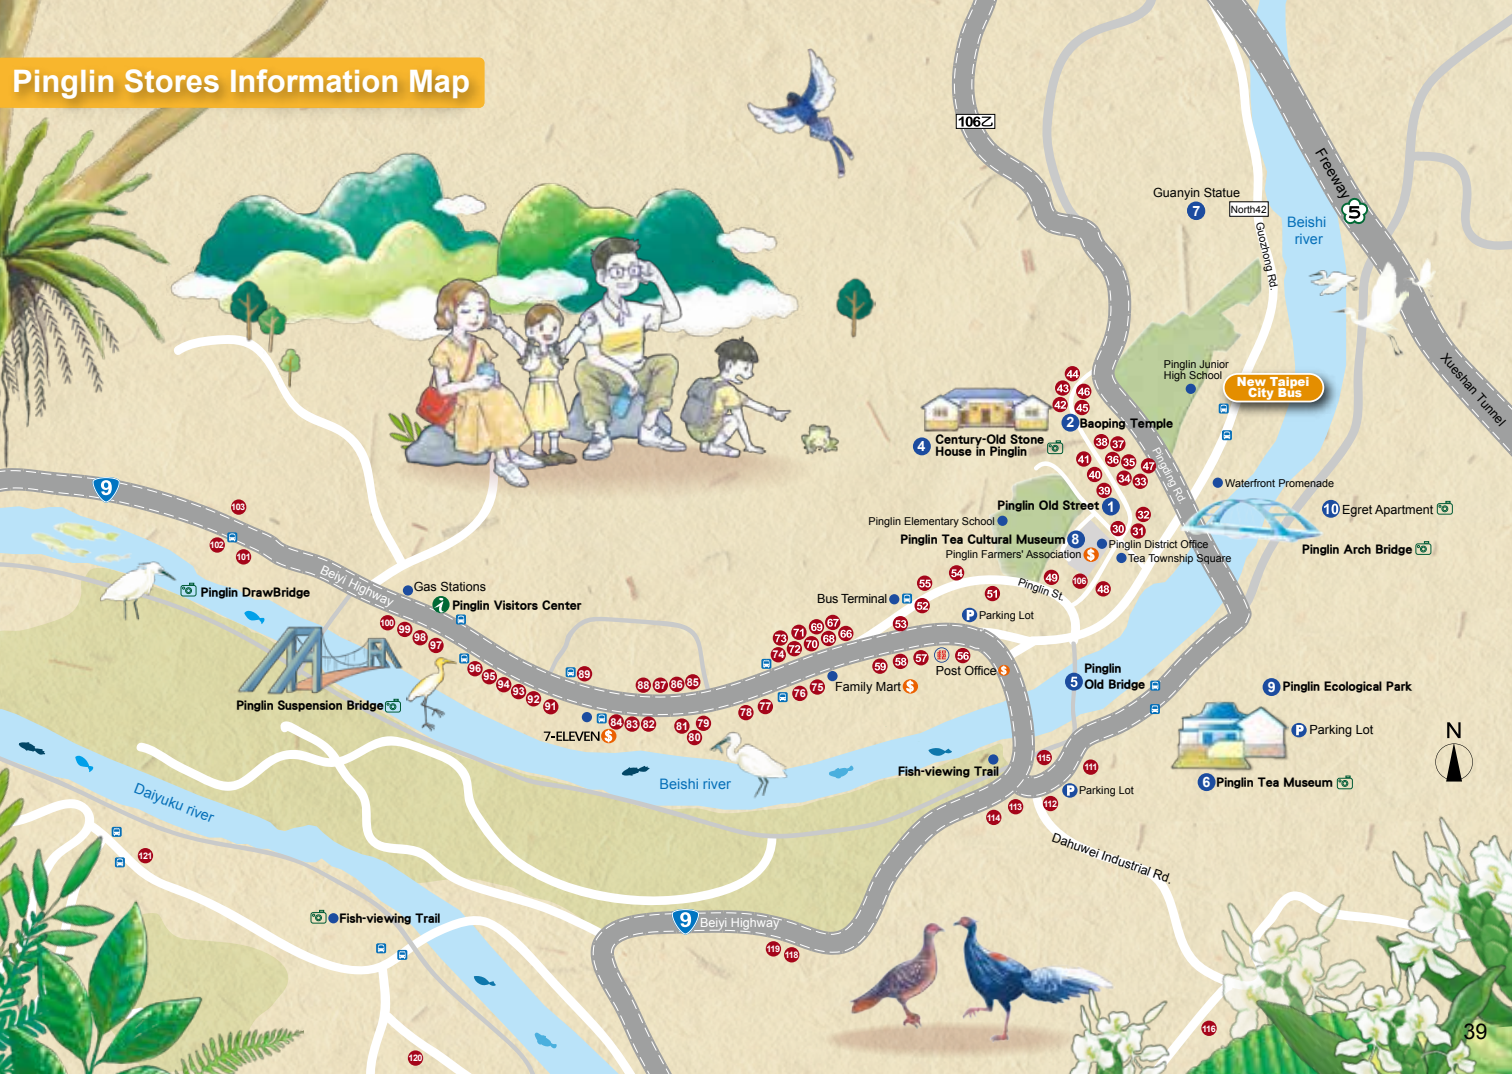 Pinglin Stores Information Map
106乙
Freeway
5
Guanyin Statue
7
North42
Guozhong Rd.
Beishi
river
Xueshan Tunnel
Pinglin Junior
High School
New Taipei
City Bus
44
43
46
42
45
2
Baoping Temple
4
Century-Old Stone
House in Pinglin
38
37
41
36
35
47
40
34
33
39
Pingding Rd
Waterfront Promenade
Pinglin Old Street
1
10
Egret Apartment
Pinglin Elementary School
32
30
31
Pinglin Tea Cultural Museum
8
Pinglin District Office
Pinglin Farmers' Association
$
Tea Township Square
Pinglin Arch Bridge
9
103
102
101
Beiyi Highway
Gas Stations
Pinglin DrawBridge
i
Pinglin Visitors Center
54
55
49
106
48
Pinglin St.
51
Bus Terminal
52
P
Parking Lot
53
100
99
98
97
73
71
69
67
66
74
72
70
68
59
58
57
56
Post Office
$
96
95
94
93
92
91
89
88
87
86
85
76
75
Family Mart
$
5
Pinglin
Old Bridge
9
Pinglin Ecological Park
Pinglin Suspension Bridge
78
77
84
83
82
81
79
80
7-ELEVEN
$
P
Parking Lot
N
Beishi river
Fish-viewing Trail
115
111
6
Pinglin Tea Museum
P
Parking Lot
112
113
114
Daiyuku river
Dahuwei Industrial Rd.
121
Fish-viewing Trail
9
Beiyi Highway
119
118
116
120
39